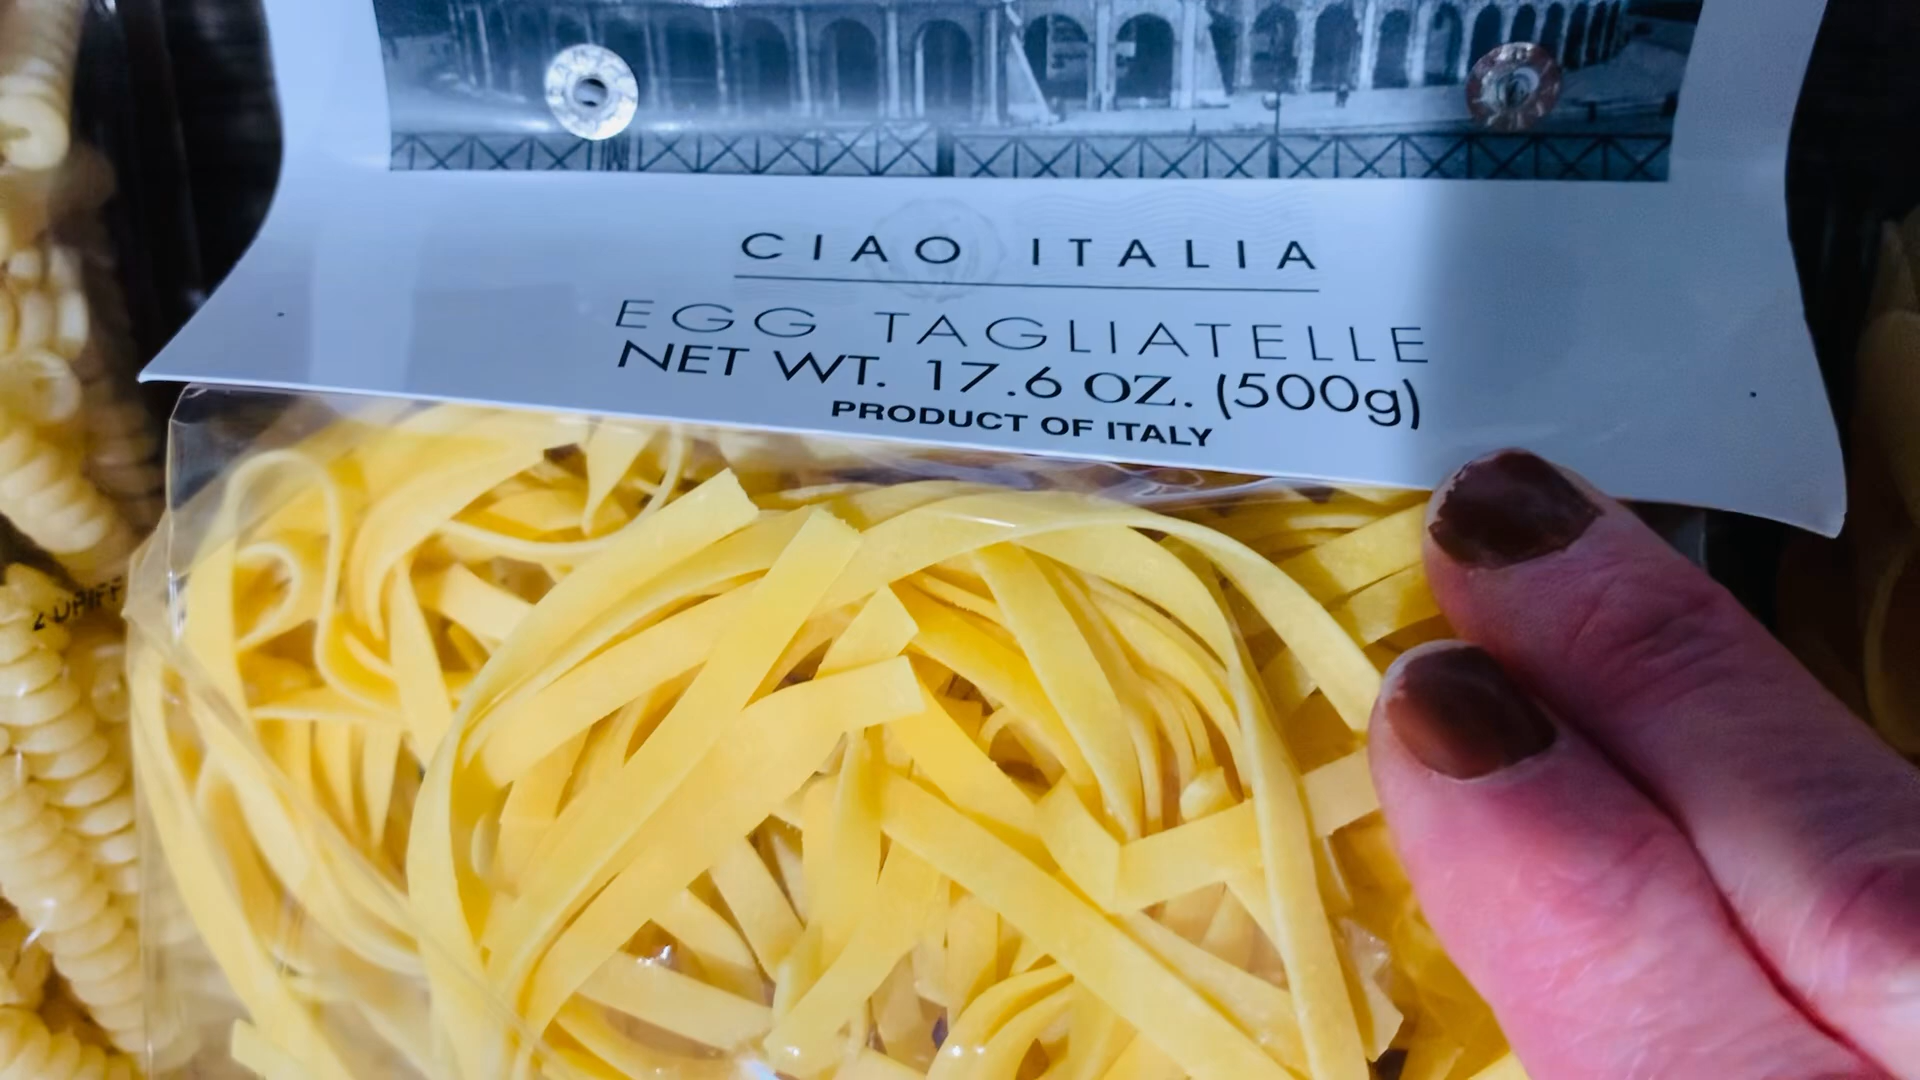 CIAO ITALIA
EGG TAGLIATELLE
NET WT. 17.6 OZ. (500g)
PRODUCT OF ITALY